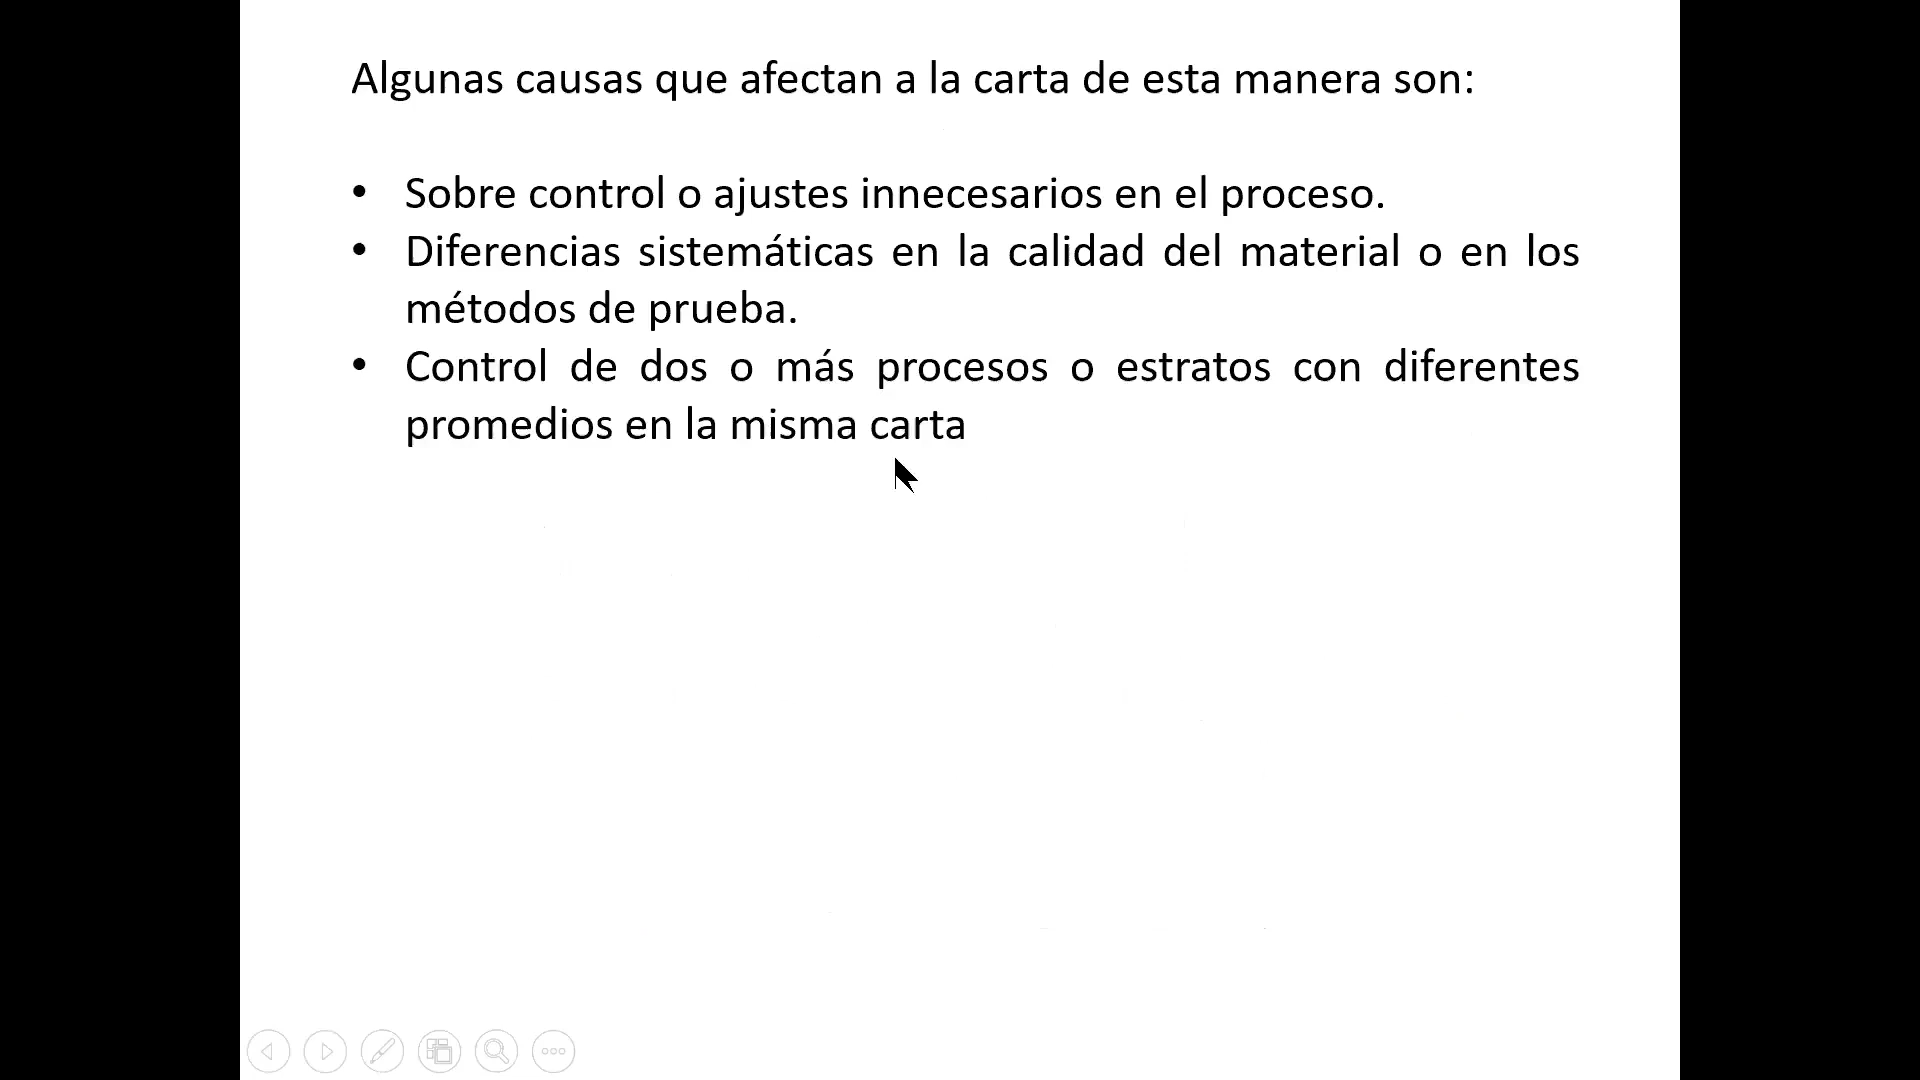 Algunas causas que afectan a la carta de esta manera son:
• Sobre control o ajustes innecesarios en el proceso.
• Diferencias sistemáticas en la calidad del material o en los
métodos de prueba.
• Control de dos o más procesos o estratos con diferentes
promedios en la misma carta